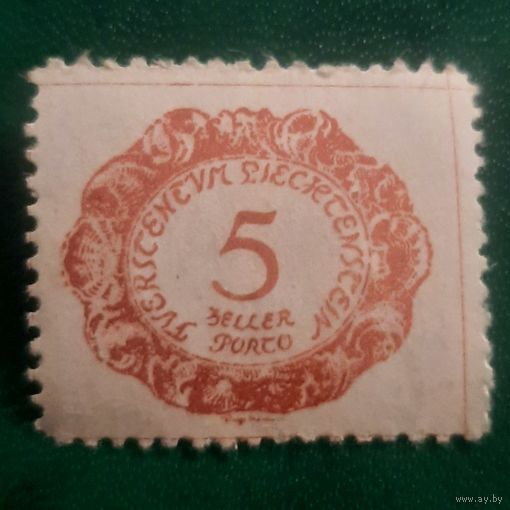 FVERSTENTVM LIECHTENSTEIN
5
HELLER
PORTO
www.ay.by